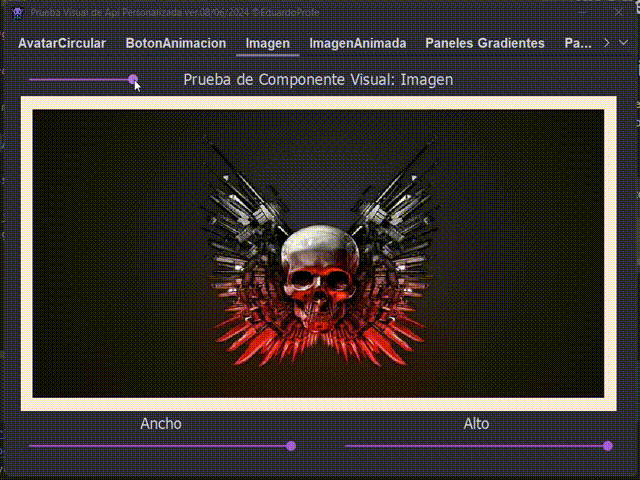 Prueba Visual de Api Personalizada ver.08/06/2024 ©EduardoProfe
AvatarCircular BotonAnimacion Imagen ImagenAnimada Paneles Gradientes Pa...
Prueba de Componente Visual: Imagen
Ancho Alto